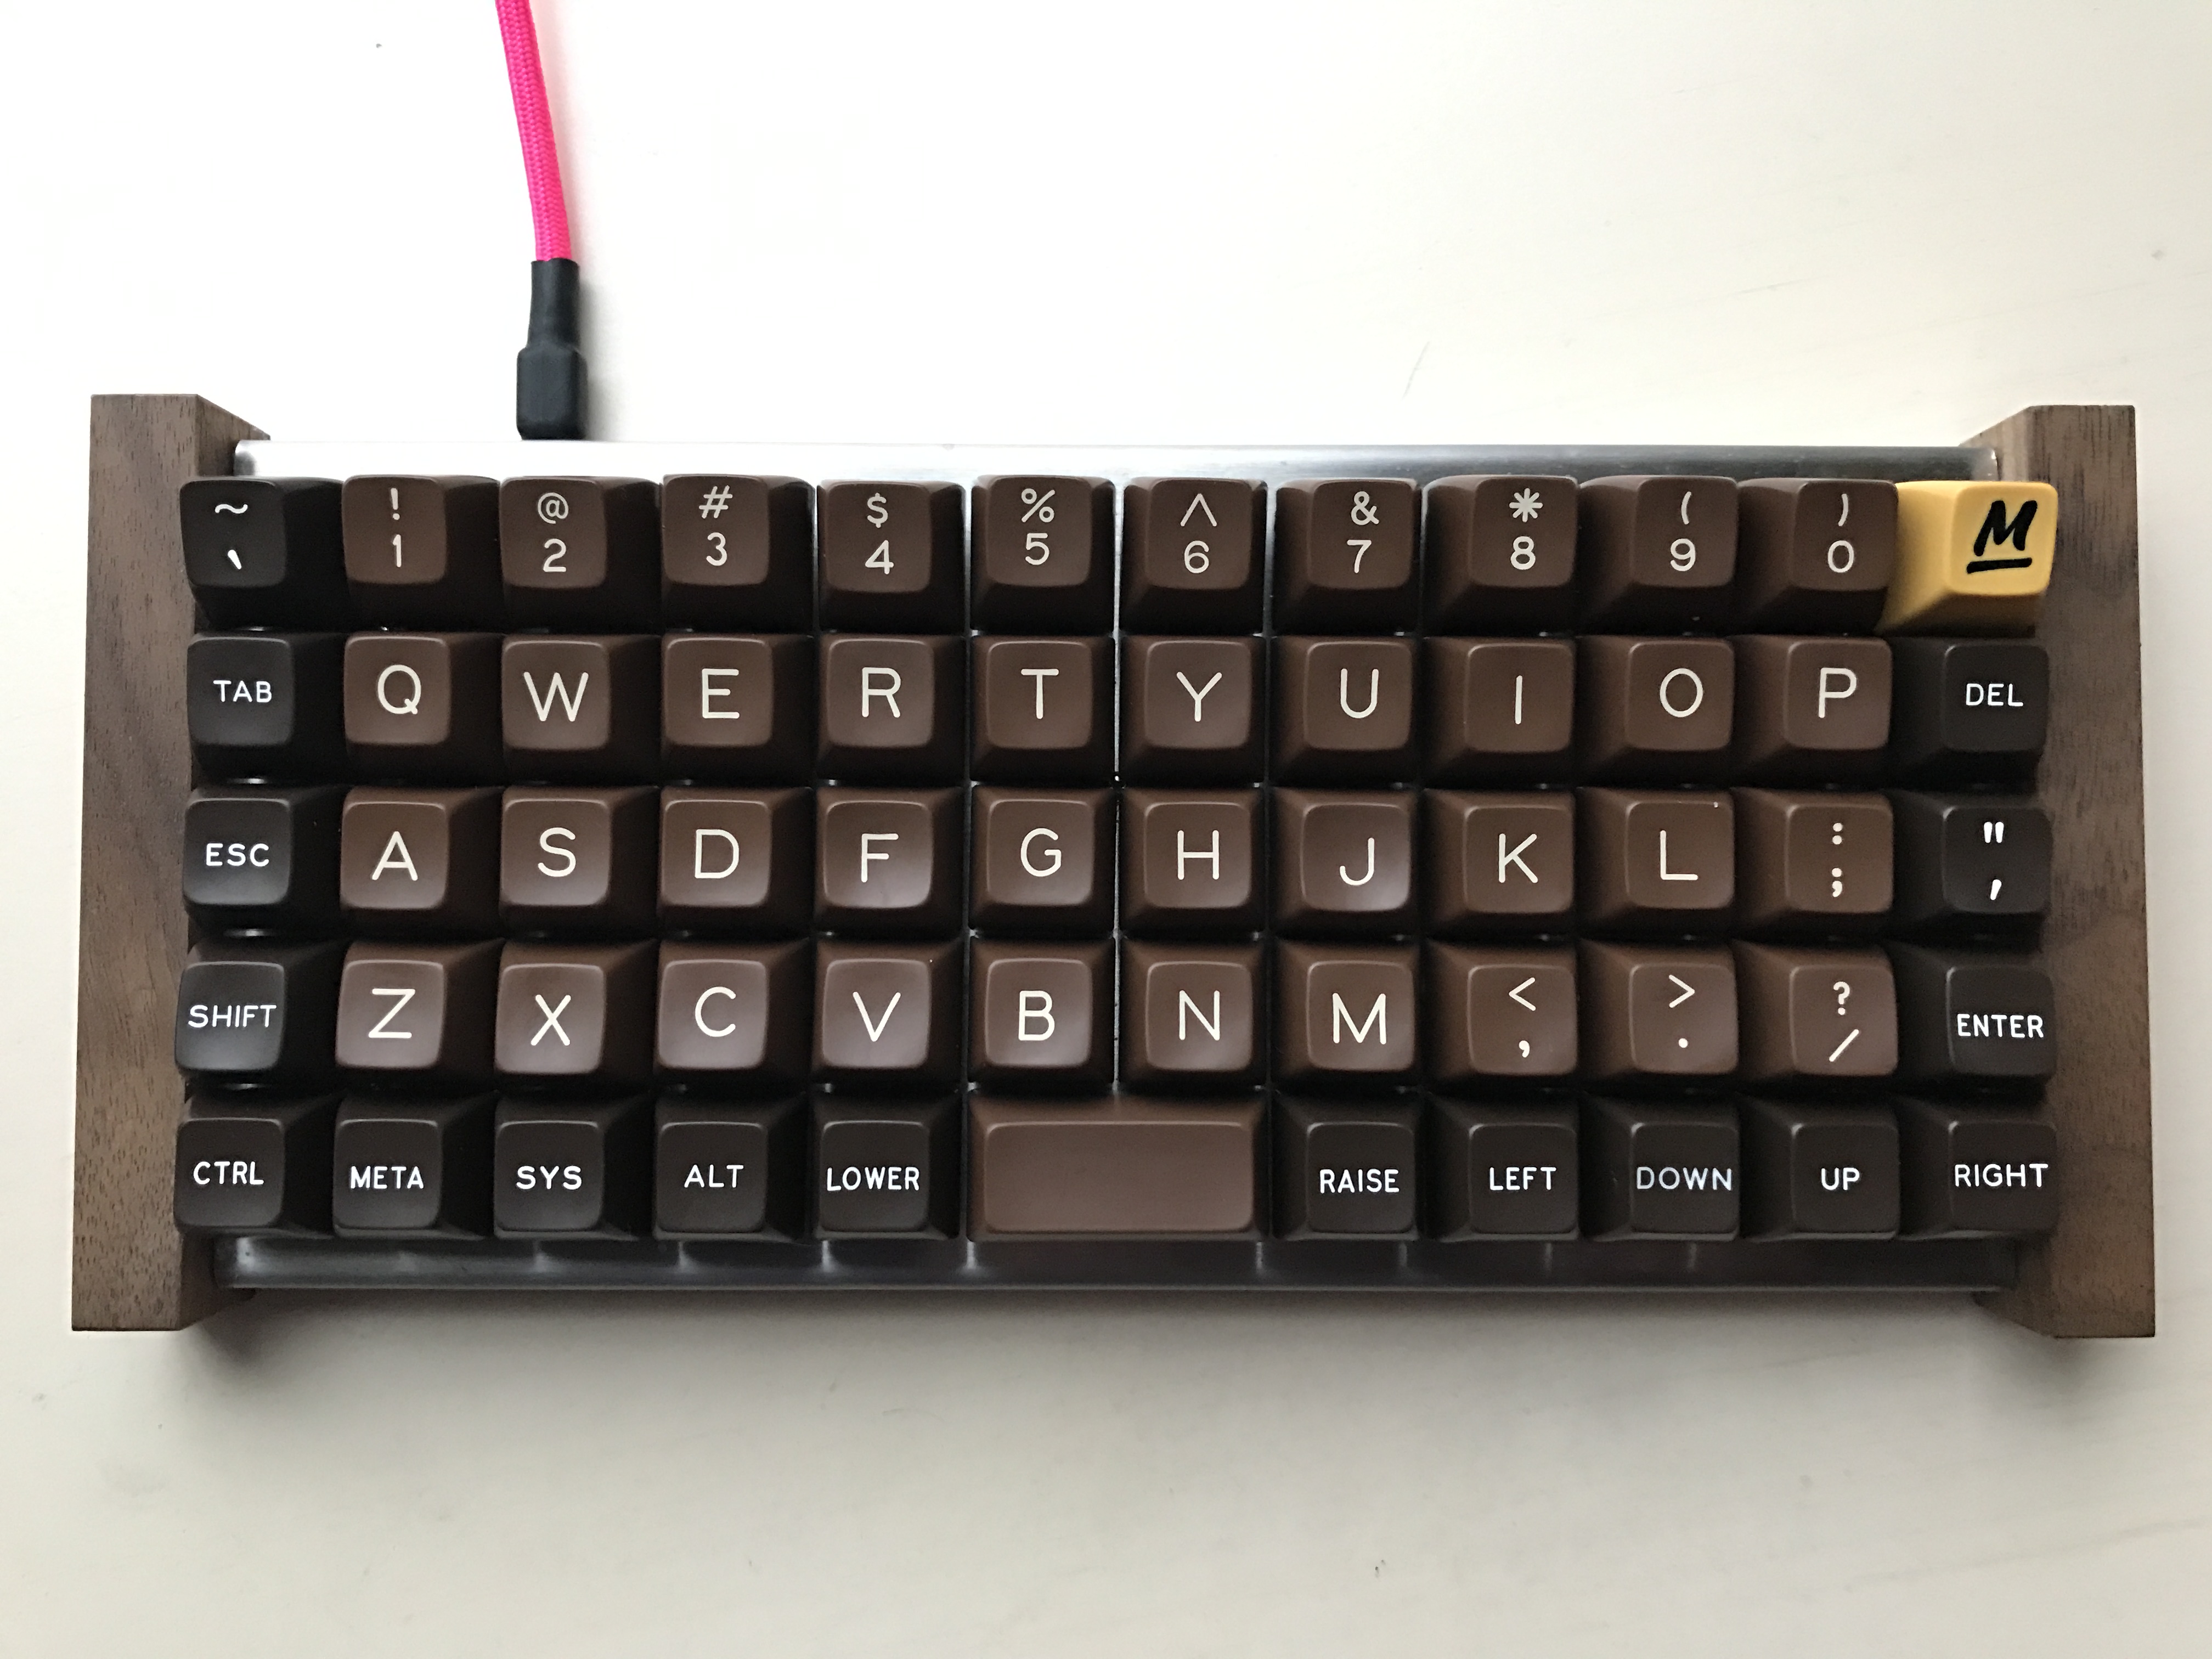 ~ ! @ # $ % ^ & * ( )
` 1 2 3 4 5 6 7 8 9 0 M
TAB Q W E R T Y U I O P DEL
ESC A S D F G H J K L : ; " '
SHIFT Z X C V B N M < , > . ? / ENTER
CTRL META SYS ALT LOWER RAISE LEFT DOWN UP RIGHT